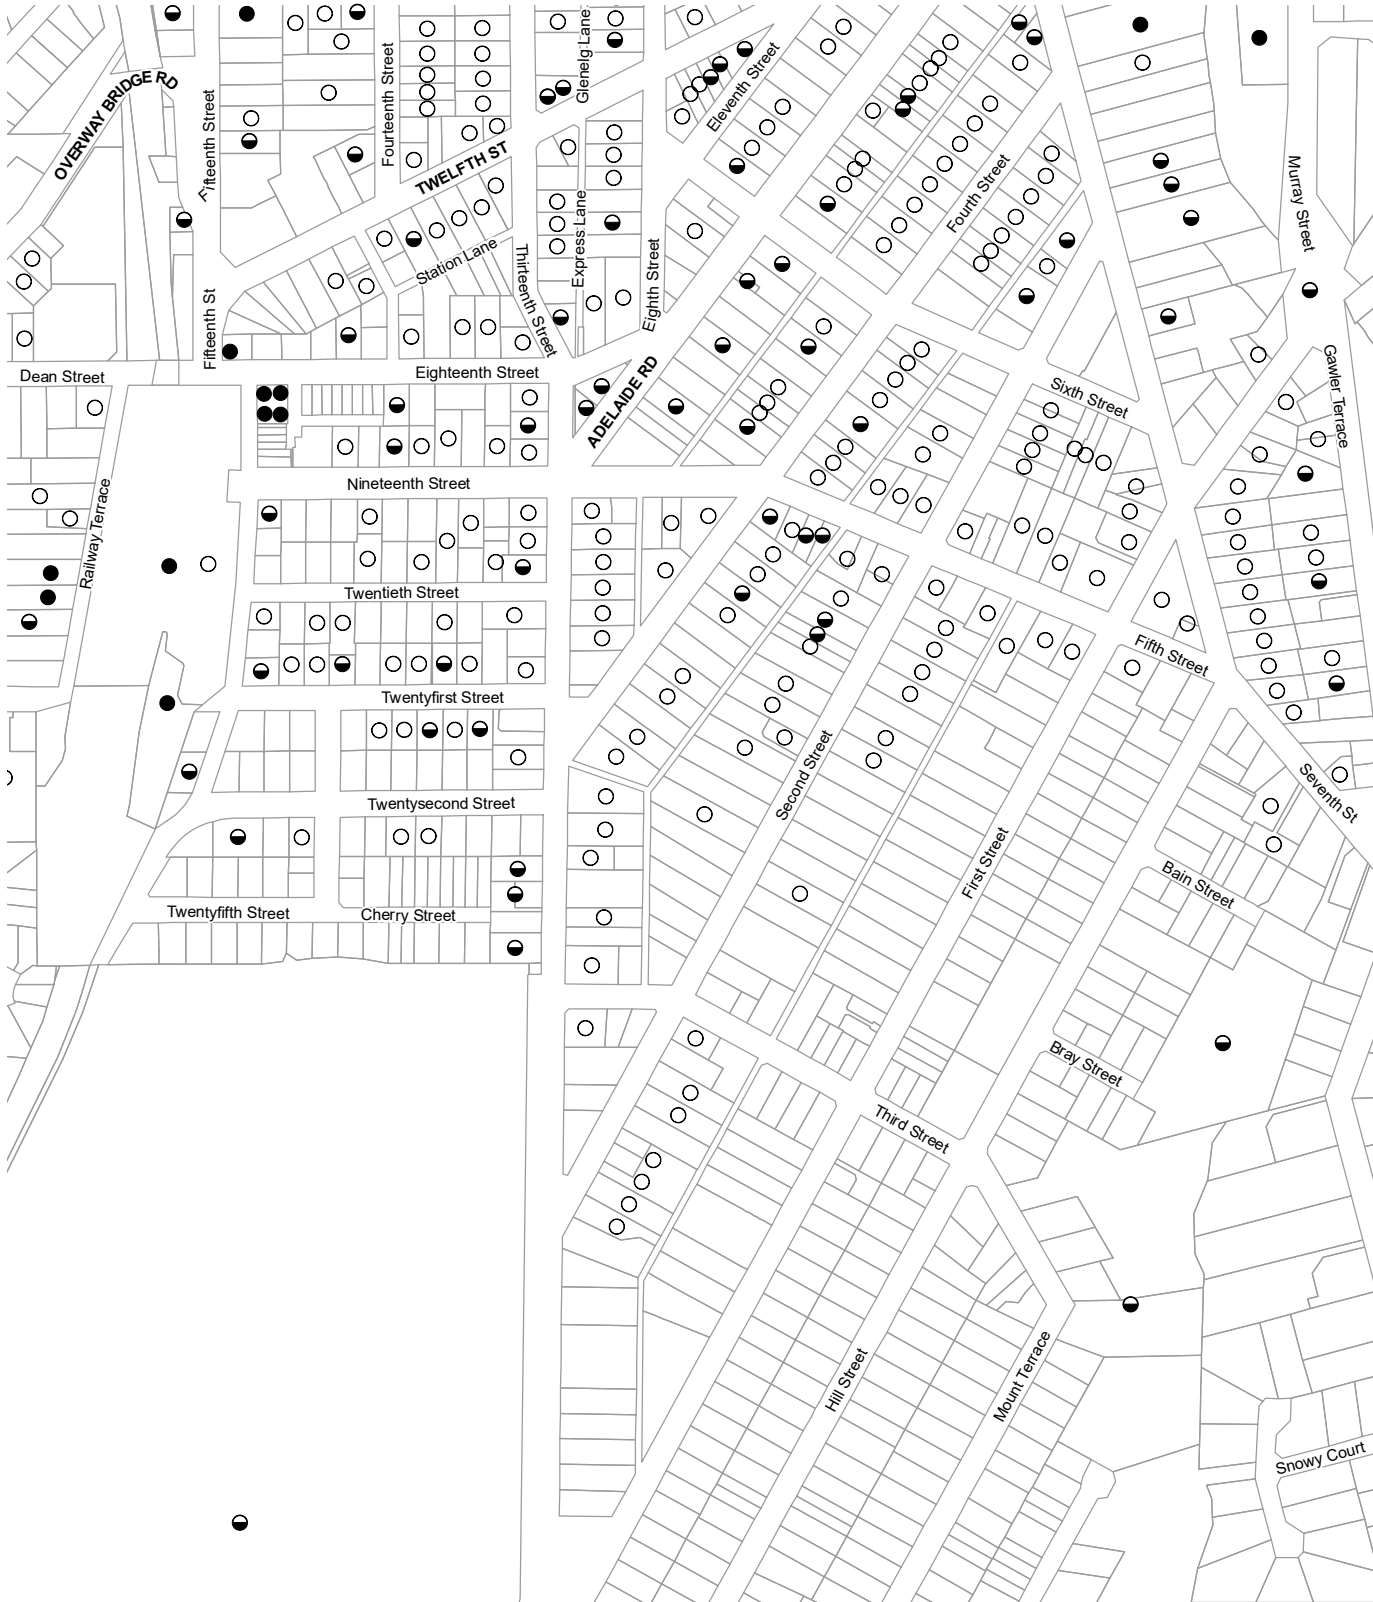 Glenelg Lane
OVERWAY BRIDGE RD
Fifteenth Street
Fourteenth Street
Eleventh Street
TWELFTH ST
Fourth Street
Murray Street
Express Lane
Station Lane
Thirteenth Street
Eighth Street
Fifteenth St
Dean Street
Eighteenth Street
ADELAIDE RD
Sixth Street
Gawler Terrace
Nineteenth Street
Railway Terrace
Twentieth Street
Fifth Street
Twentyfirst Street
Second Street
Seventh St
Twentysecond Street
First Street
Bain Street
Twentyfifth Street
Cherry Street
Bray Street
Third Street
Hill Street
Mount Terrace
Snowy Court